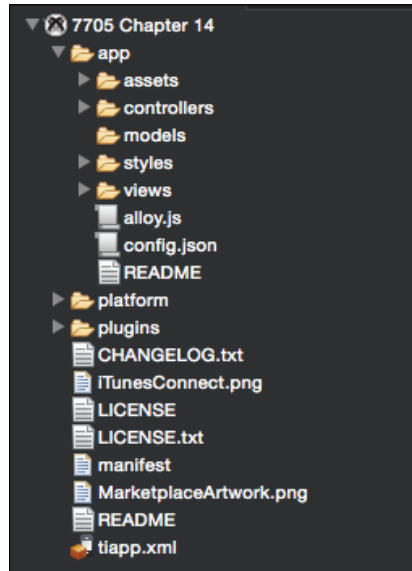 7705 Chapter 14
app
assets
controllers
models
styles
views
alloy.js
config.json
README
platform
plugins
CHANGELOG.txt
iTunesConnect.png
LICENSE
LICENSE.txt
manifest
MarketplaceArtwork.png
README
tiapp.xml